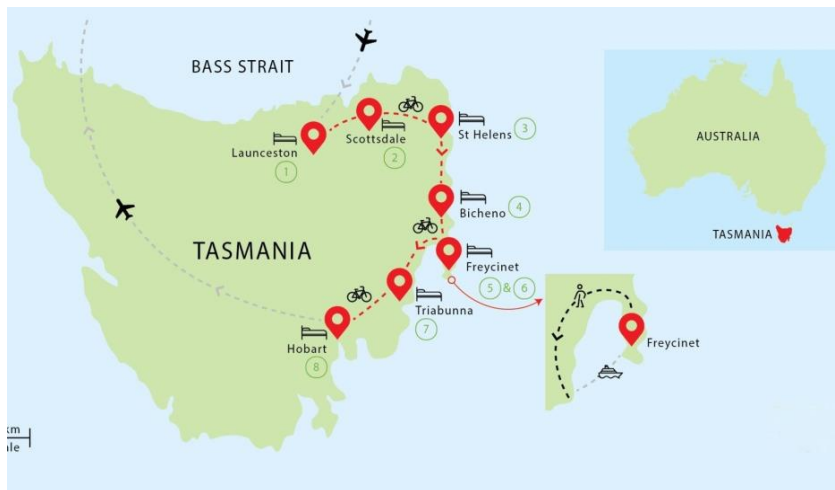 BASS STRAIT
Launceston
1
Scottsdale
2
St Helens
3
Bicheno
4
Freycinet
5 & 6
TASMANIA
Triabunna
7
Hobart
8
km
AUSTRALIA
TASMANIA
Freycinet